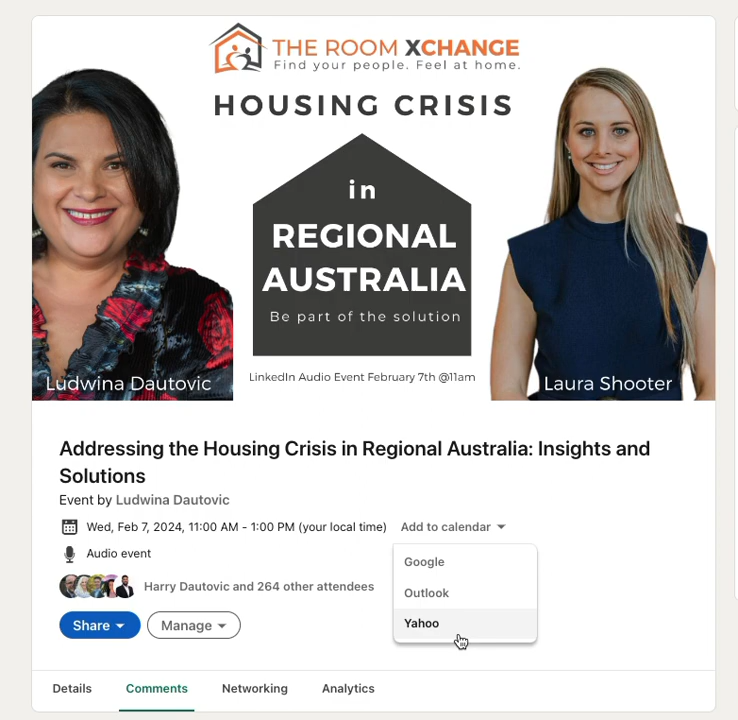 THE ROOM XCHANGE
Find your people. Feel at home.
HOUSING CRISIS
in
REGIONAL
AUSTRALIA
Be part of the solution
LinkedIn Audio Event February 7th @11am
Ludwina Dautovic
Laura Shooter
Addressing the Housing Crisis in Regional Australia: Insights and
Solutions
Event by Ludwina Dautovic
Wed, Feb 7, 2024, 11:00 AM - 1:00 PM (your local time) Add to calendar
Audio event
Google
Outlook
Yahoo
Harry Dautovic and 264 other attendees
Share Manage
Details Comments Networking Analytics